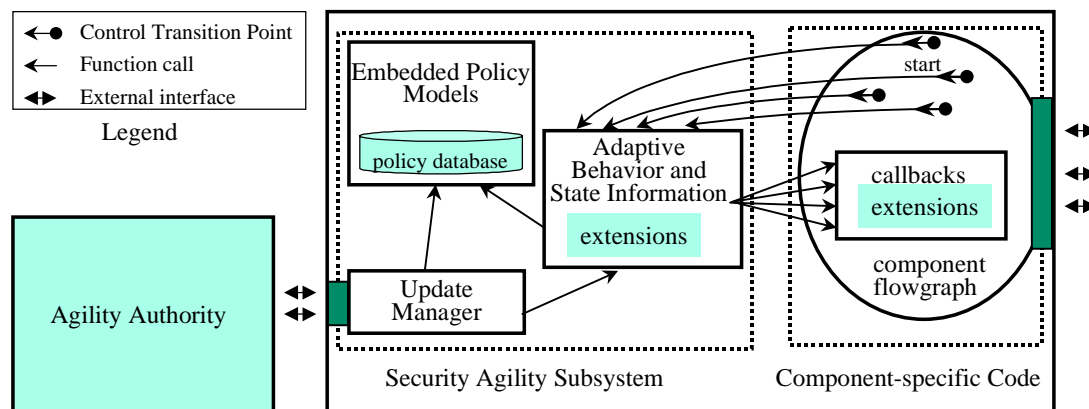 Control Transition Point
Function call
External interface
Legend
Embedded Policy
Models
policy database
Adaptive
Behavior and
State Information
extensions
start
callbacks
extensions
component
flowgraph
Update
Manager
Agility Authority
Security Agility Subsystem
Component-specific Code